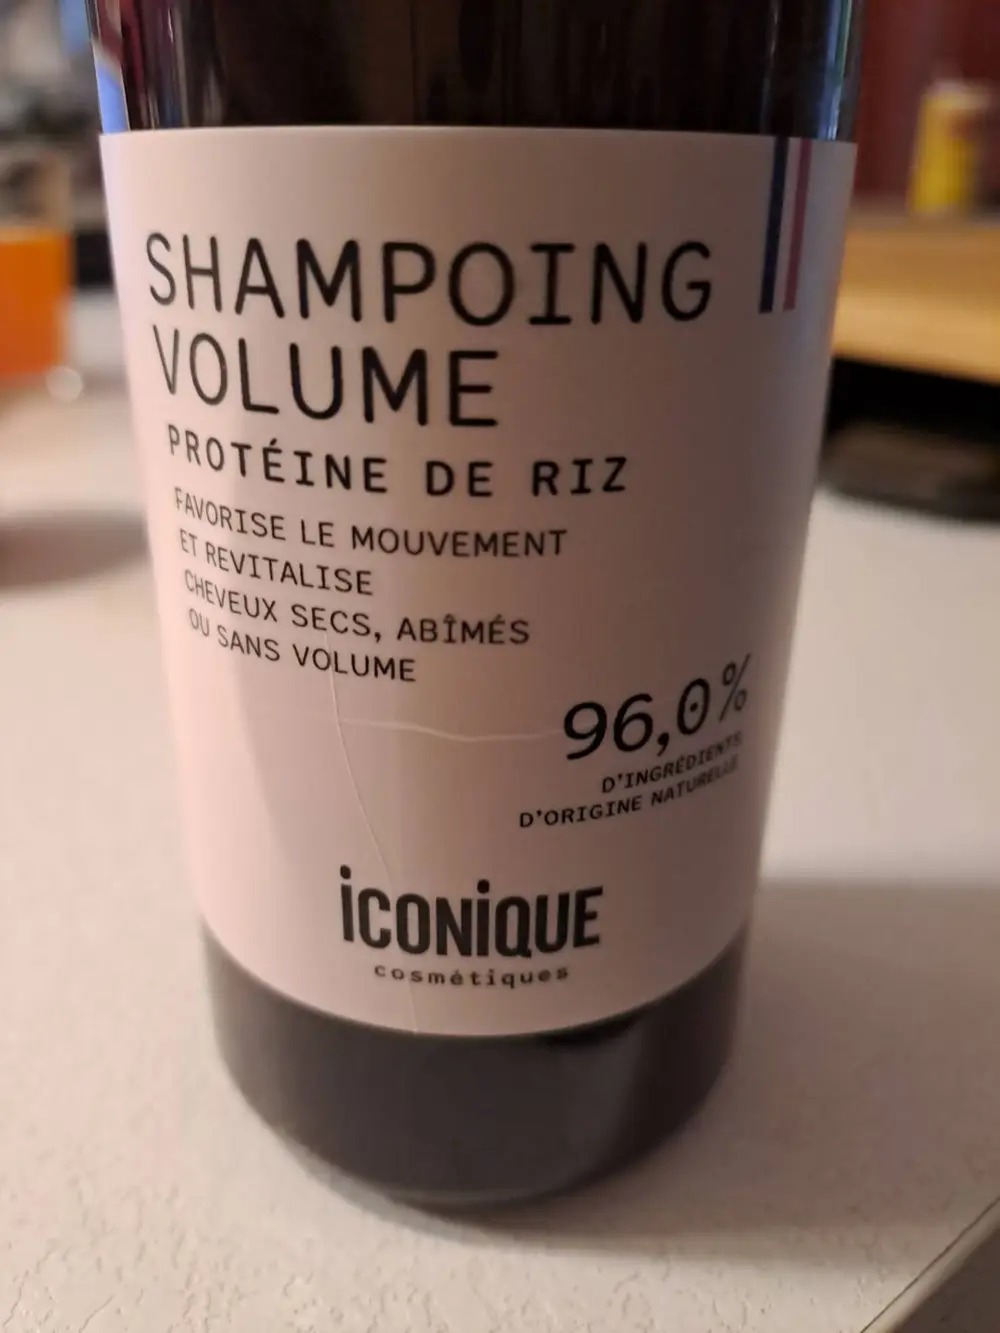 SHAMPOING
VOLUME
PROTÉINE DE RIZ
FAVORISE LE MOUVEMENT
ET REVITALISE
CHEVEUX SECS, ABÎMÉS
OU SANS VOLUME
96,0%
D'INGRÉDIENTS
D'ORIGINE NATURELLE
iCONiQUE
cosmétiques